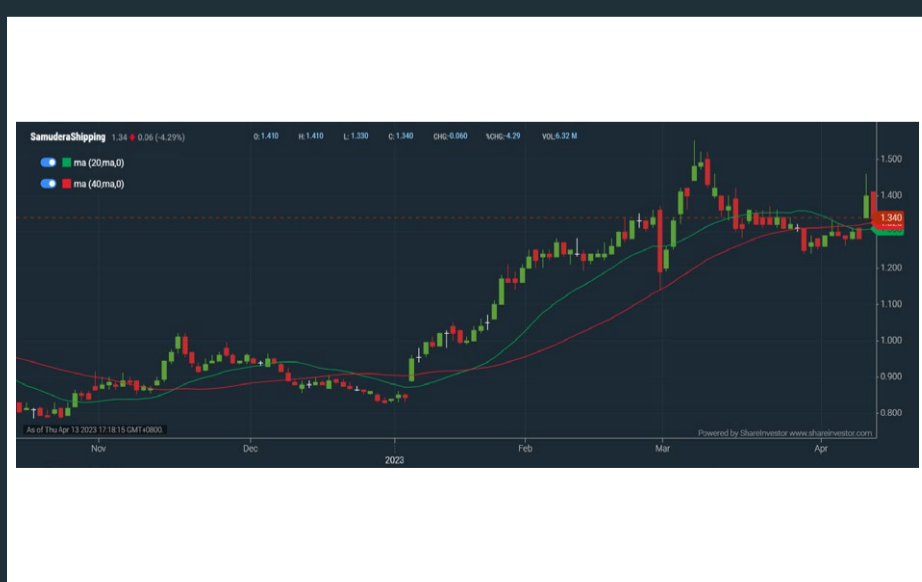 SamuderaShipping 1.34 0.06 (-4.29%) O: 1.410 H: 1.410 L: 1.330 C: 1.340 CHG:-0.060 %CHG:-4.29 VOL:6.32 M
ma (20,ma,0)
ma (40,ma,0)
1.500
1.400
1.340
1.200
1.100
1.000
0.900
0.800
As of Thu Apr 13 2023 17:18:15 GMT+0800
Powered by ShareInvestor www.shareinvestor.com
Nov Dec Feb Mar Apr
2023